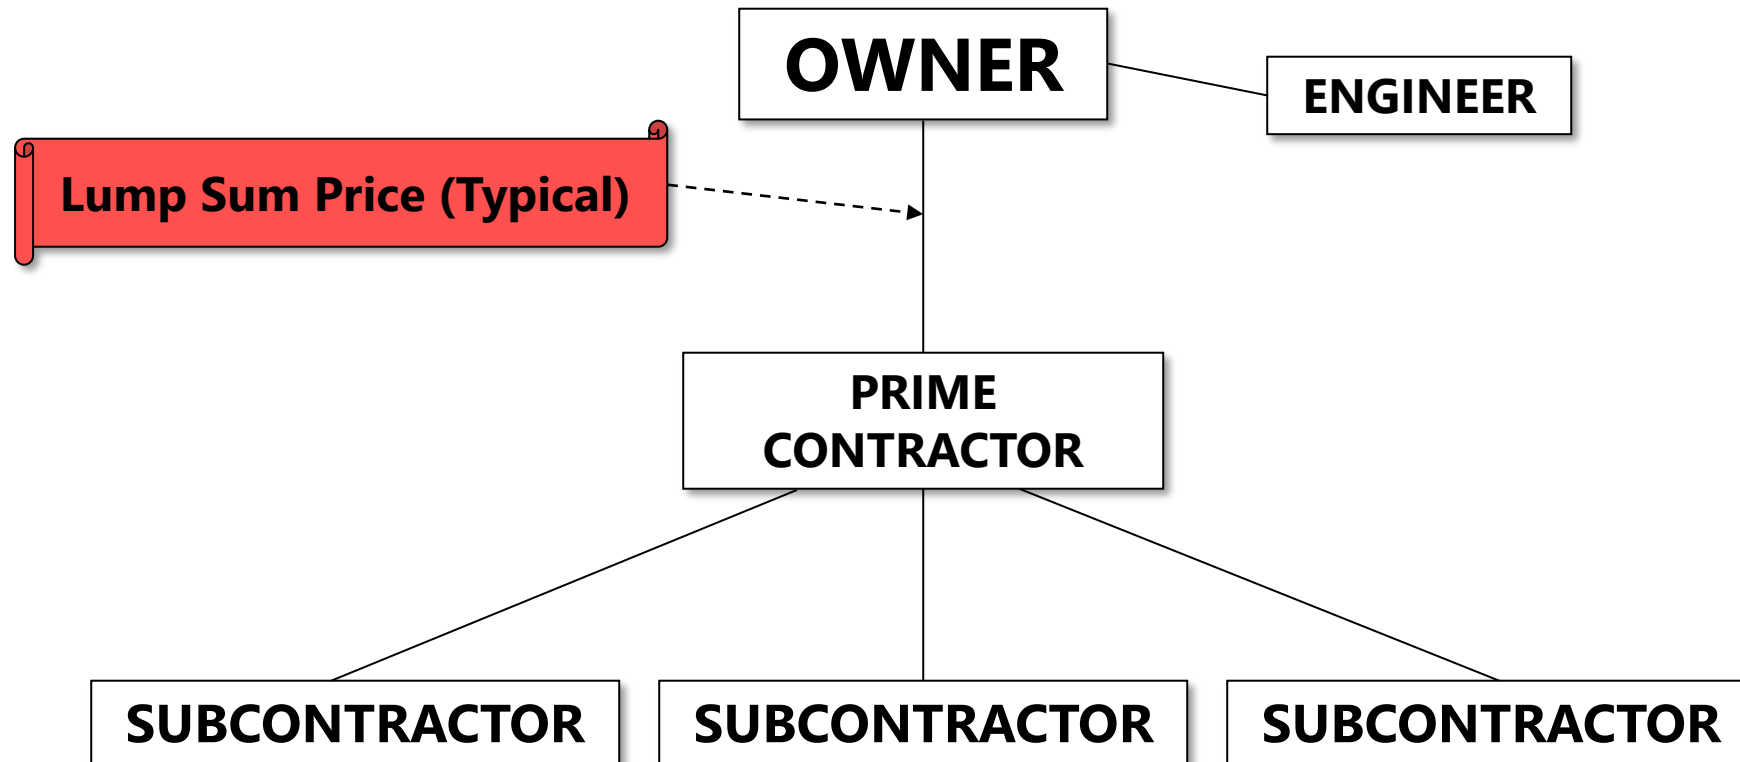 OWNER
ENGINEER
Lump Sum Price (Typical)
PRIME
CONTRACTOR
SUBCONTRACTOR
SUBCONTRACTOR
SUBCONTRACTOR